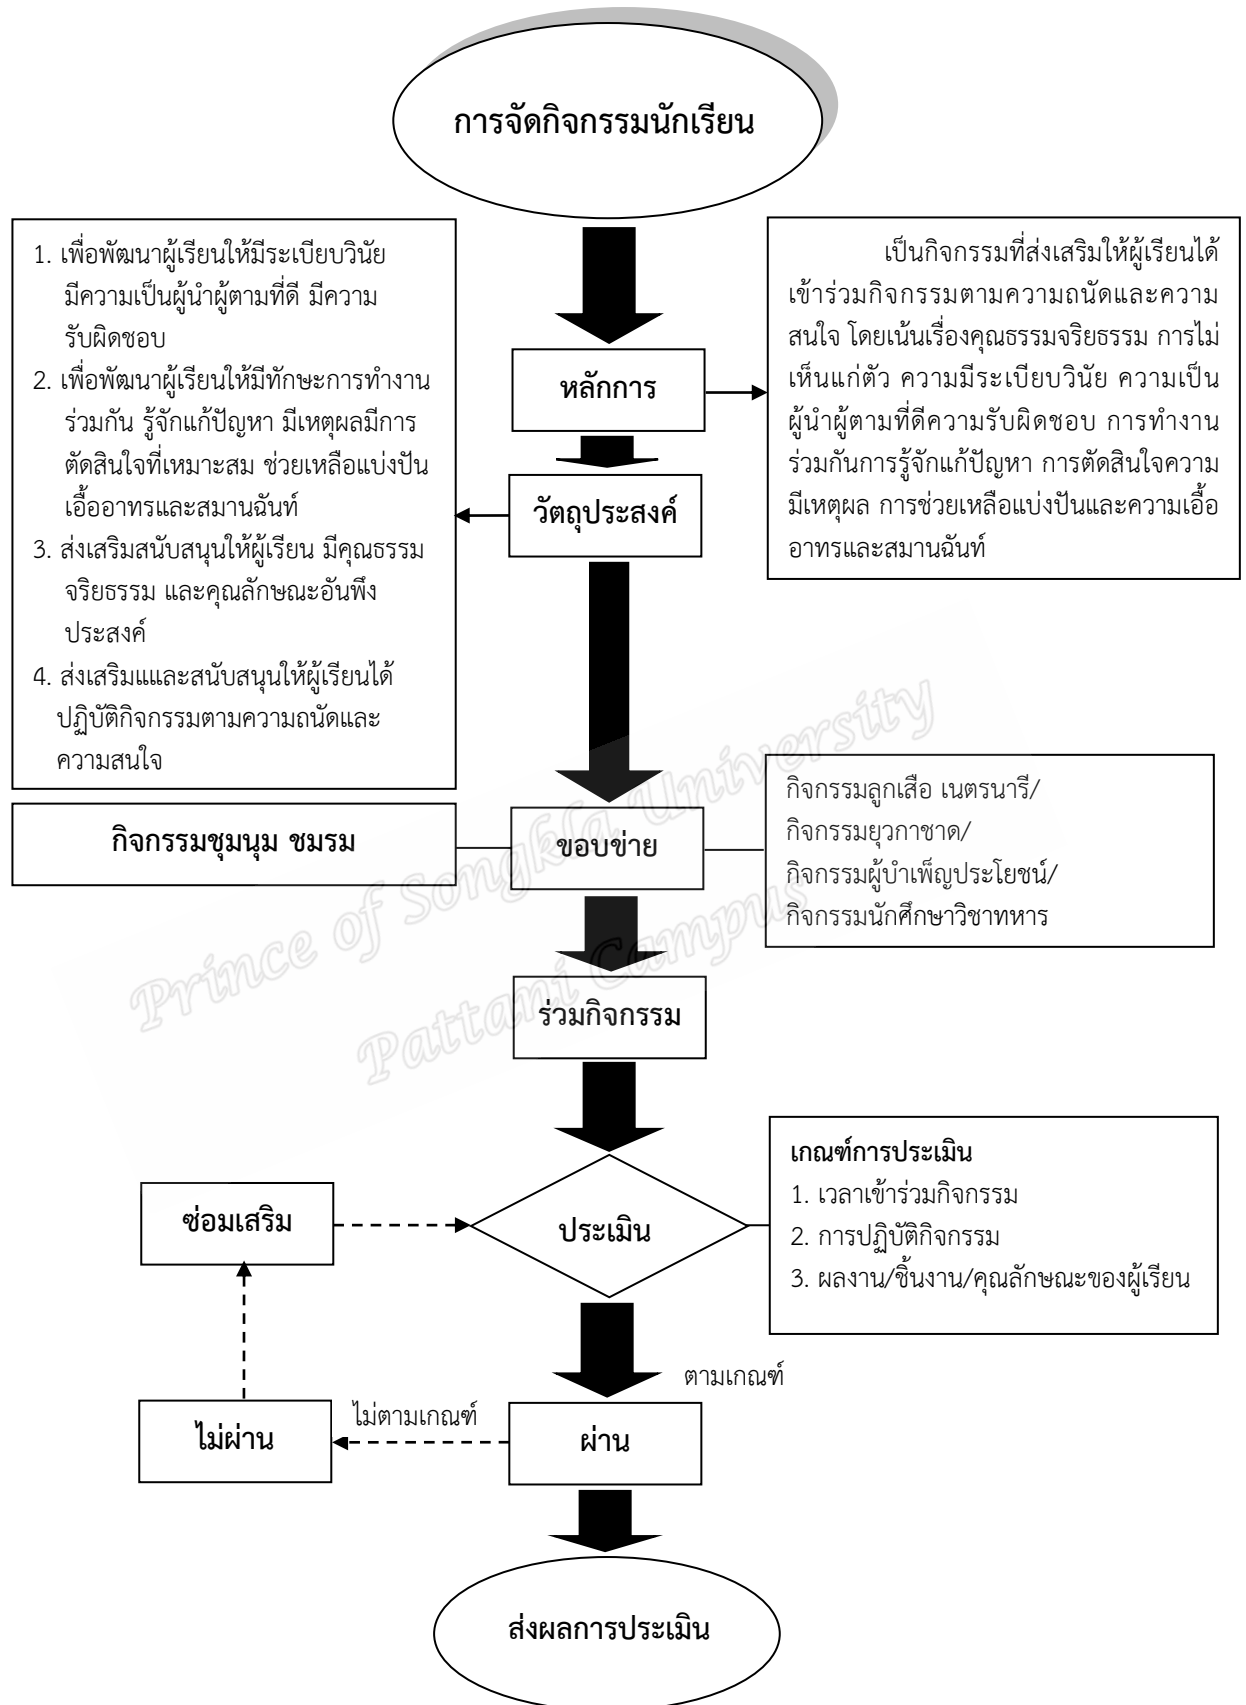 การจัดกิจกรรมนักเรียน
1. เพื่อพัฒนาผู้เรียนให้มีระเบียบวินัย
มีความเป็นผู้นำผู้ตามที่ดี มีความ
รับผิดชอบ
2. เพื่อพัฒนาผู้เรียนให้มีทักษะการทำงาน
ร่วมกัน รู้จักแก้ปัญหา มีเหตุผลมีการ
ตัดสินใจที่เหมาะสม ช่วยเหลือแบ่งปัน
เอื้ออาทรและสมานฉันท์
3. ส่งเสริมสนับสนุนให้ผู้เรียน มีคุณธรรม
จริยธรรม และคุณลักษณะอันพึง
ประสงค์
4. ส่งเสริมแและสนับสนุนให้ผู้เรียนได้
ปฏิบัติกิจกรรมตามความถนัดและ
ความสนใจ
เป็นกิจกรรมที่ส่งเสริมให้ผู้เรียนได้
เข้าร่วมกิจกรรมตามความถนัดและความ
สนใจ โดยเน้นเรื่องคุณธรรมจริยธรรม การไม่
เห็นแก่ตัว ความมีระเบียบวินัย ความเป็น
ผู้นำผู้ตามที่ดีความรับผิดชอบ การทำงาน
ร่วมกันการรู้จักแก้ปัญหา การตัดสินใจความ
มีเหตุผล การช่วยเหลือแบ่งปันและความเอื้อ
อาทรและสมานฉันท์
หลักการ
วัตถุประสงค์
กิจกรรมชุมนุม ชมรม
ขอบข่าย
กิจกรรมลูกเสือ เนตรนารี/
กิจกรรมยุวกาชาด/
กิจกรรมผู้บำเพ็ญประโยชน์/
กิจกรรมนักศึกษาวิชาทหาร
Prince of Songkla University
Pattani Campus
ร่วมกิจกรรม
ซ่อมเสริม
ประเมิน
เกณฑ์การประเมิน
1. เวลาเข้าร่วมกิจกรรม
2. การปฏิบัติกิจกรรม
3. ผลงาน/ชิ้นงาน/คุณลักษณะของผู้เรียน
ตามเกณฑ์
ไม่ผ่าน
ไม่ตามเกณฑ์
ผ่าน
ส่งผลการประเมิน